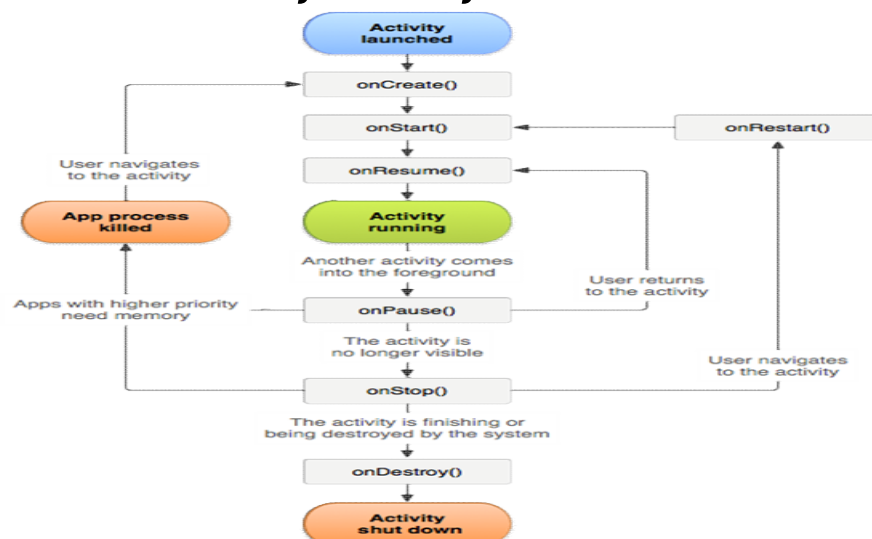 Activity
launched
onCreate()
onStart()
onRestart()
User navigates
to the activity
onResume()
App process
killed
Activity
running
Another activity comes
into the foreground
User returns
to the activity
Apps with higher priority
need memory
onPause()
The activity is
no longer visible
User navigates
to the activity
onStop()
The activity is finishing or
being destroyed by the system
onDestroy()
Activity
shut down